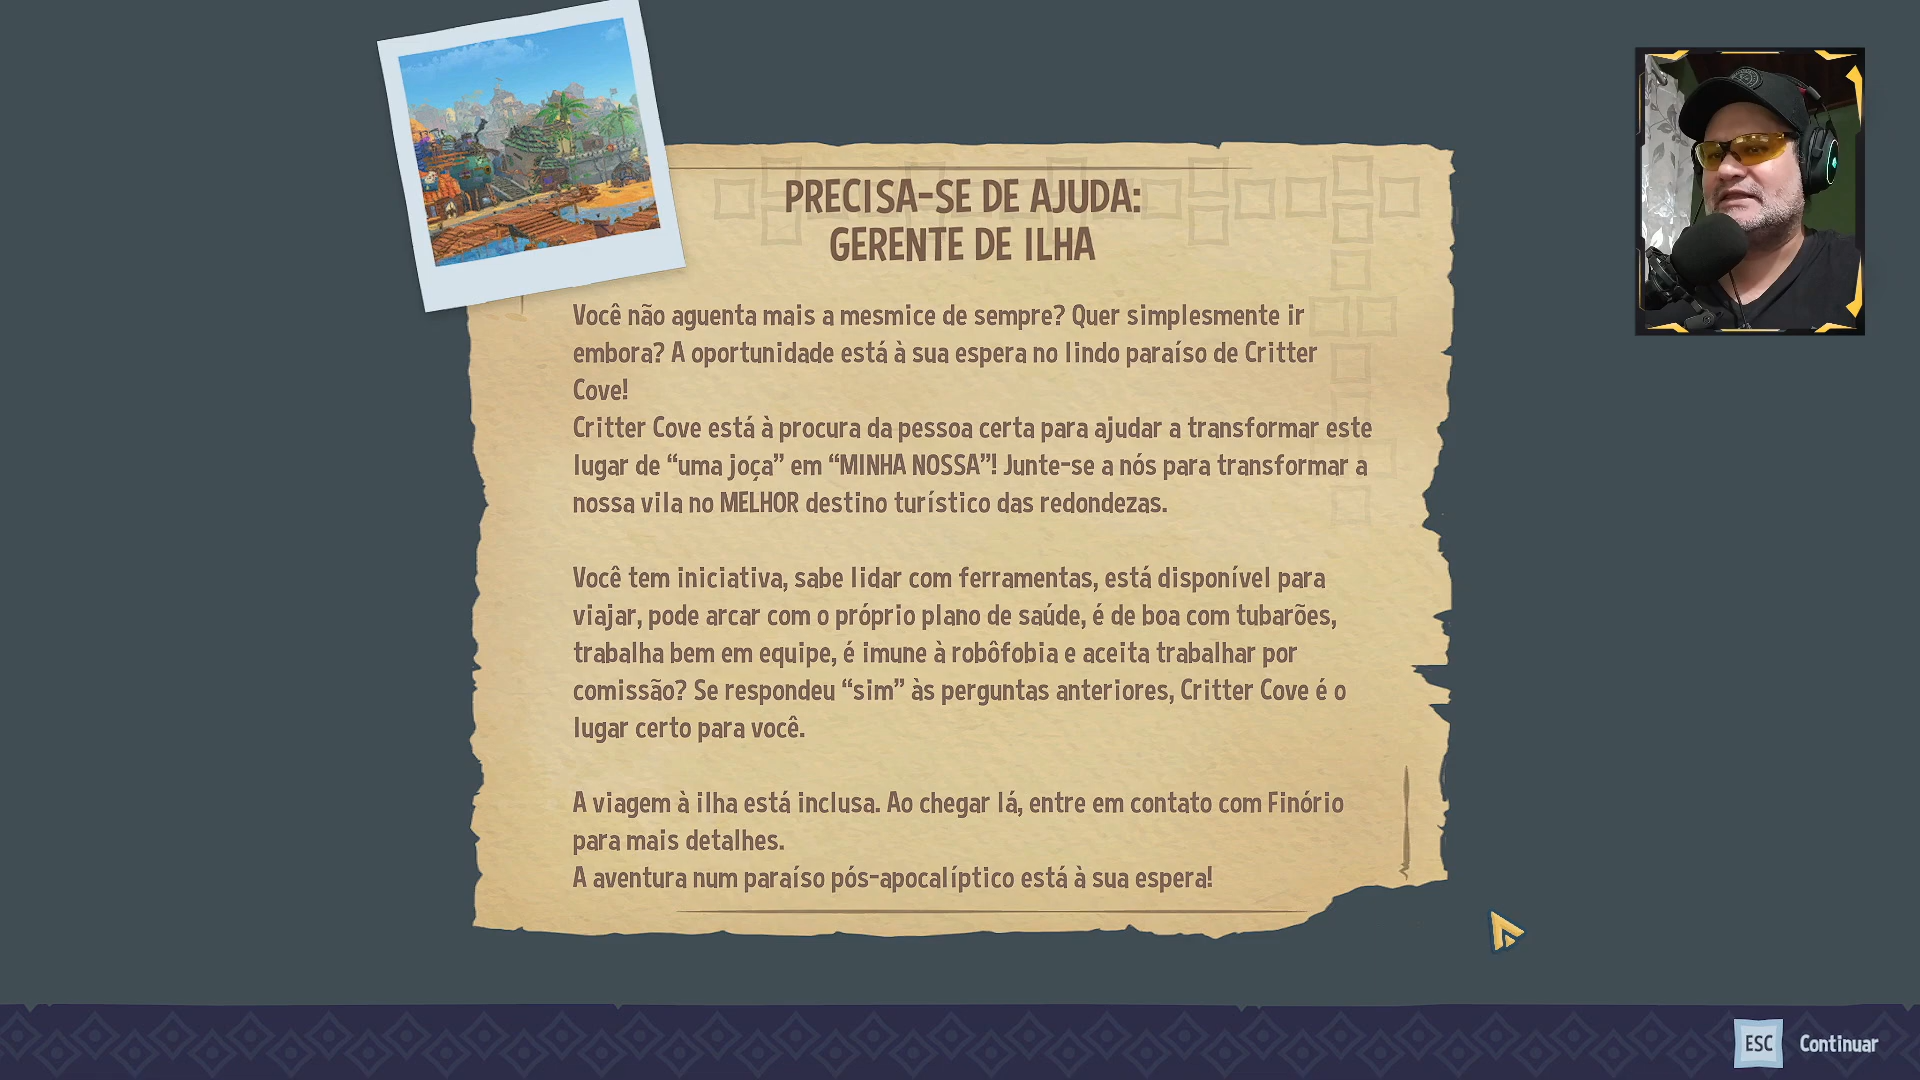 PRECISA-SE DE AJUDA:
GERENTE DE ILHA
Você não aguenta mais a mesmice de sempre? Quer simplesmente ir
embora? A oportunidade está à sua espera no lindo paraíso de Critter
Cove!
Critter Cove está à procura da pessoa certa para ajudar a transformar este
lugar de “uma joça” em “MINHA NOSSA”! Junte-se a nós para transformar a
nossa vila no MELHOR destino turístico das redondezas.
Você tem iniciativa, sabe lidar com ferramentas, está disponível para
viajar, pode arcar com o próprio plano de saúde, é de boa com tubarões,
trabalha bem em equipe, é imune à robôfobia e aceita trabalhar por
comissão? Se respondeu “sim” às perguntas anteriores, Critter Cove é o
lugar certo para você.
A viagem à ilha está inclusa. Ao chegar lá, entre em contato com Finório
para mais detalhes.
A aventura num paraíso pós-apocalíptico está à sua espera!
ESC Continuar